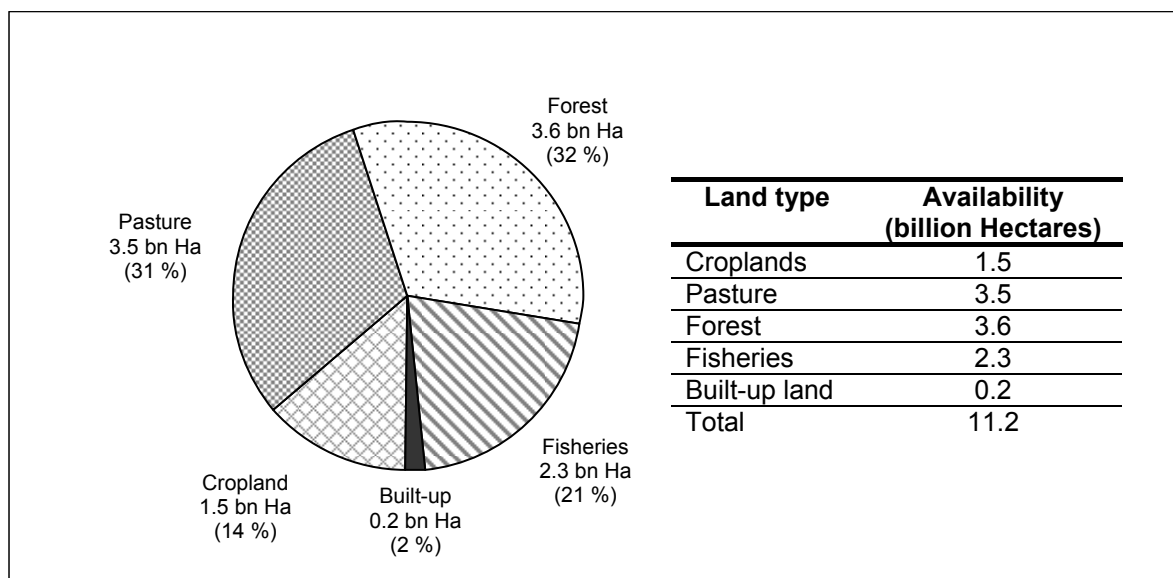 Forest
3.6 bn Ha
(32 %)
Pasture
3.5 bn Ha
(31 %)
Fisheries
2.3 bn Ha
(21 %)
Cropland
1.5 bn Ha
(14 %)
Built-up
0.2 bn Ha
(2 %)
Land type Availability
(billion Hectares)
Croplands 1.5
Pasture 3.5
Forest 3.6
Fisheries 2.3
Built-up land 0.2
Total 11.2